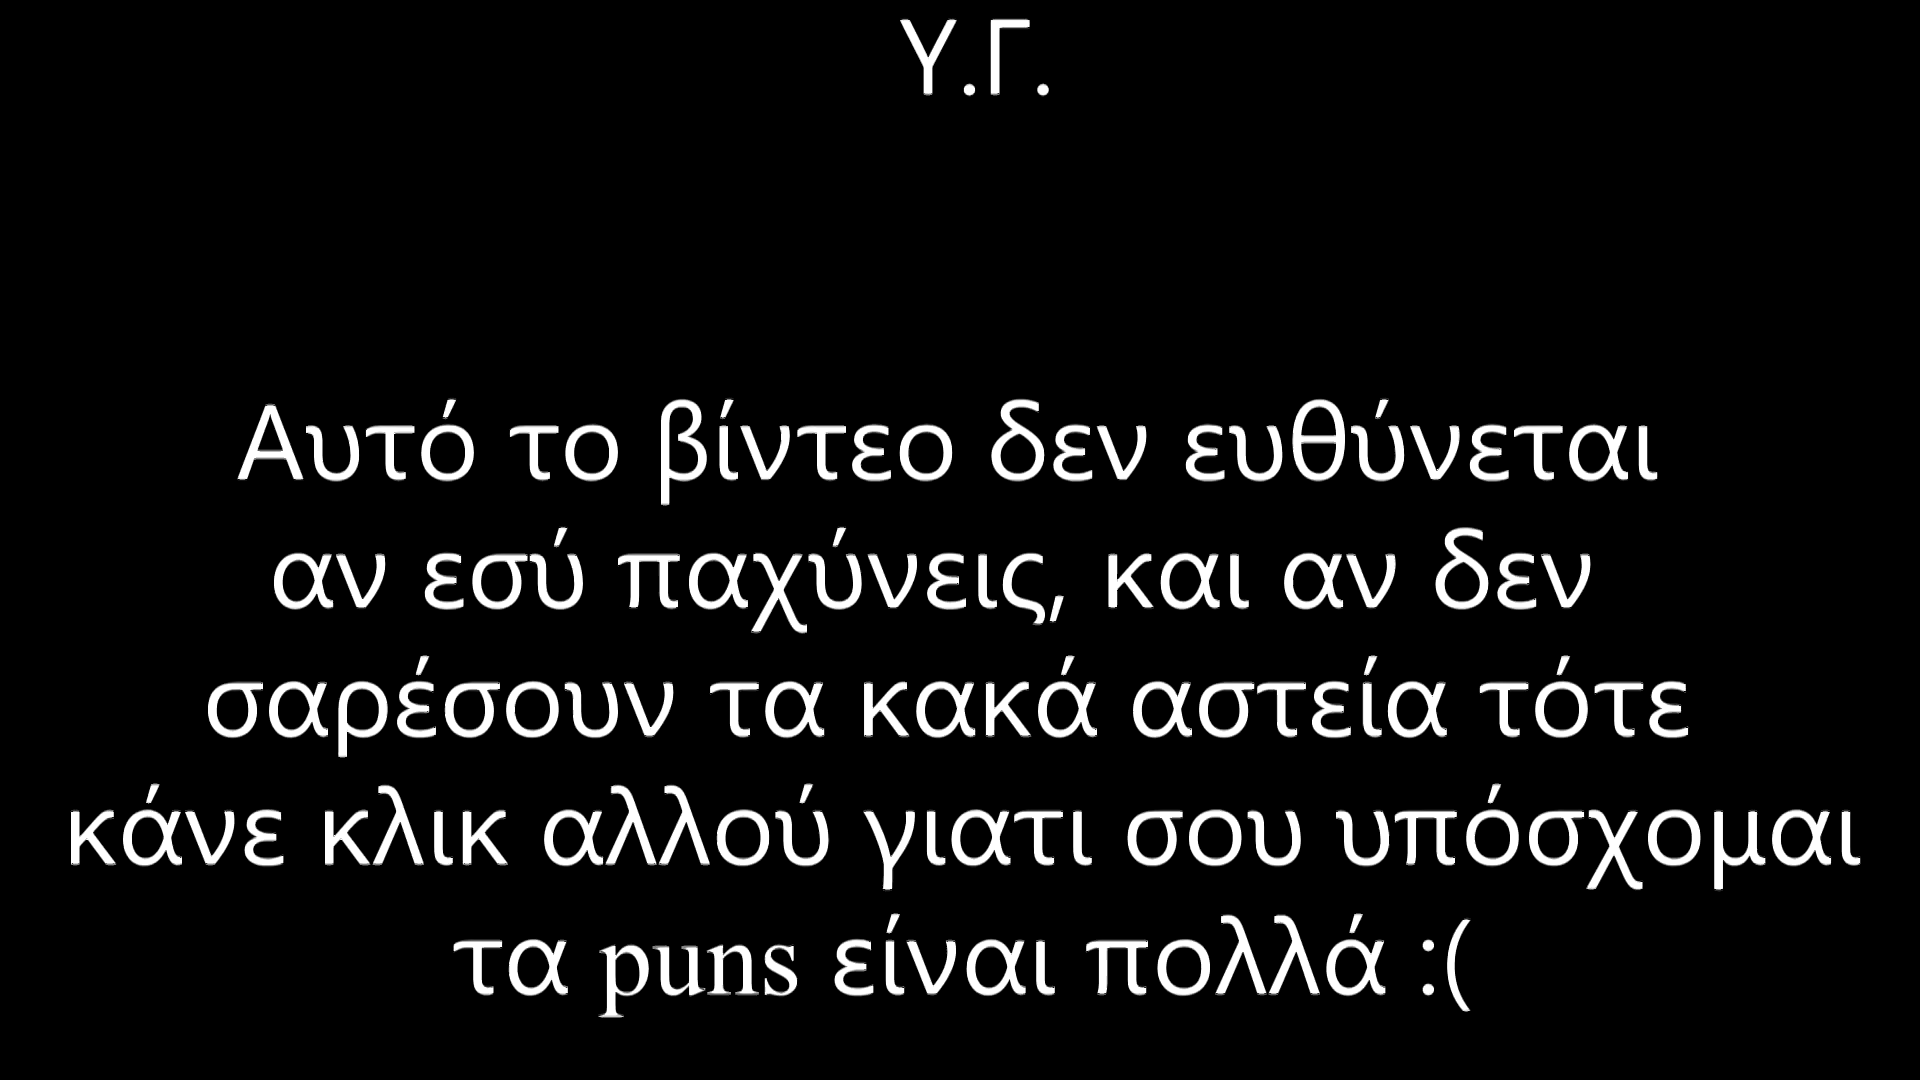 Υ.Γ.
Αυτό το βίντεο δεν ευθύνεται
αν εσύ παχύνεις, και αν δεν
σαρέσουν τα κακά αστεία τότε
κάνε κλικ αλλού γιατι σου υπόσχομαι
τα puns είναι πολλά :(